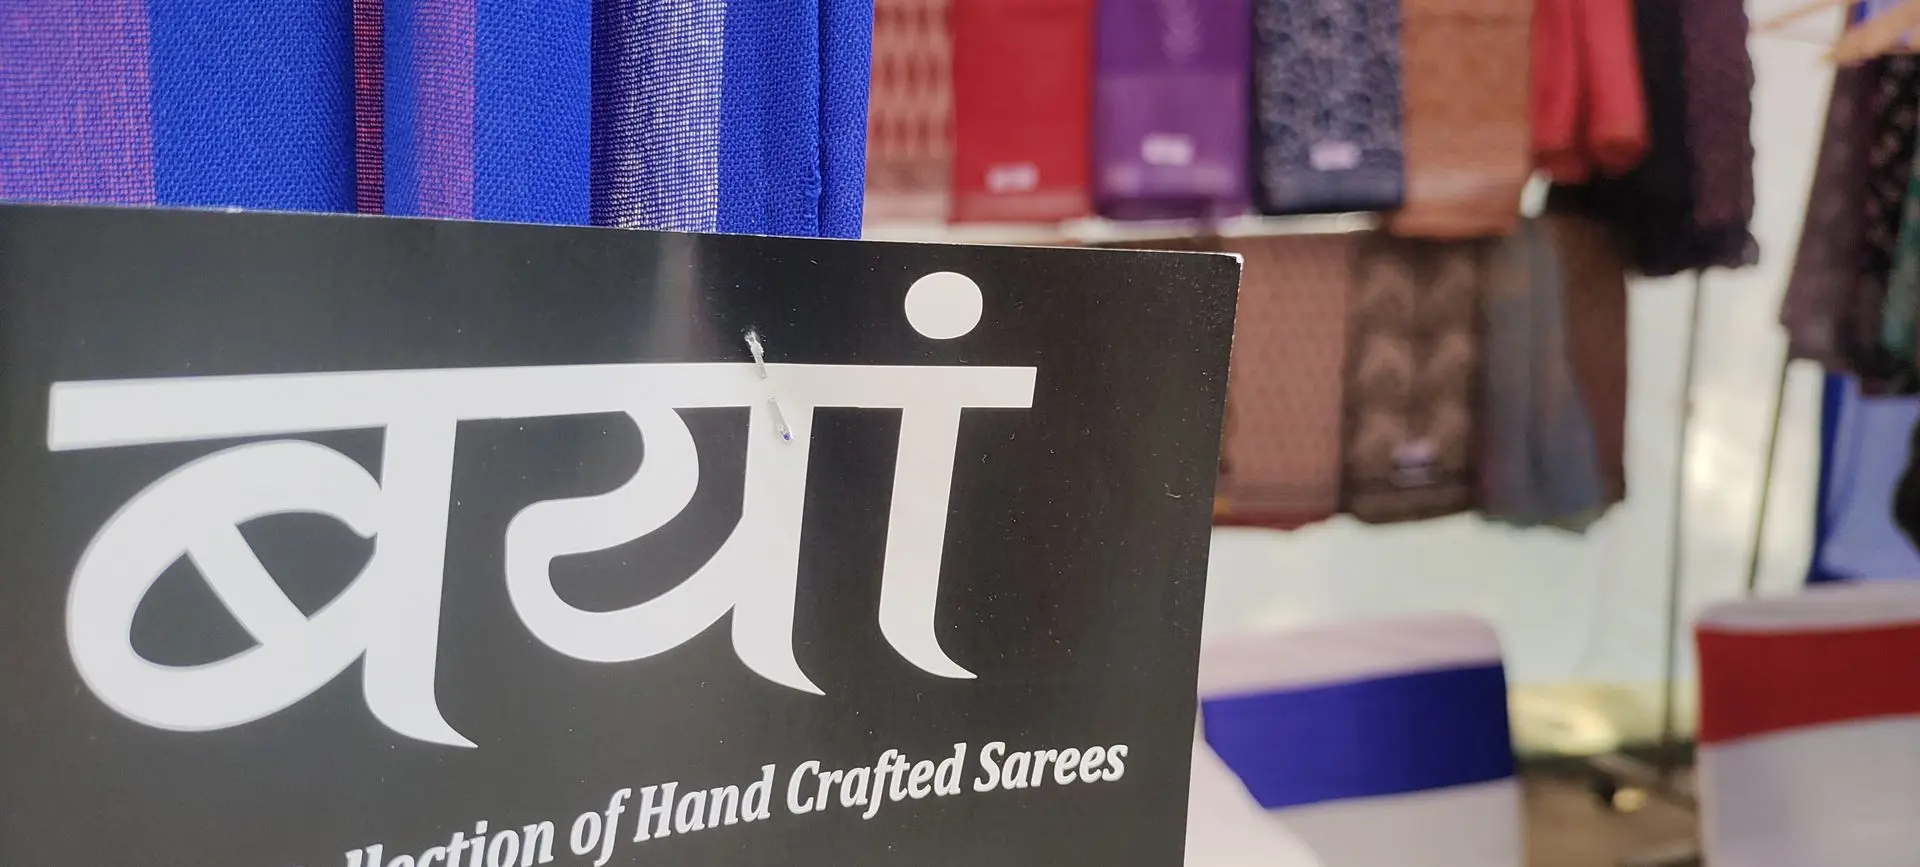 बयां
llection of Hand Crafted Sarees